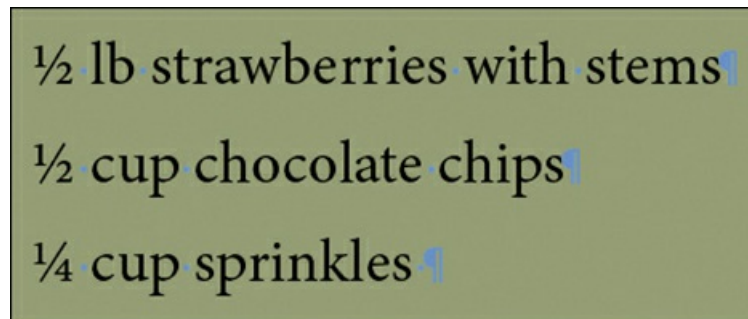 ½ lb strawberries with stems¶
½ cup chocolate chips¶
¼ cup sprinkles ¶